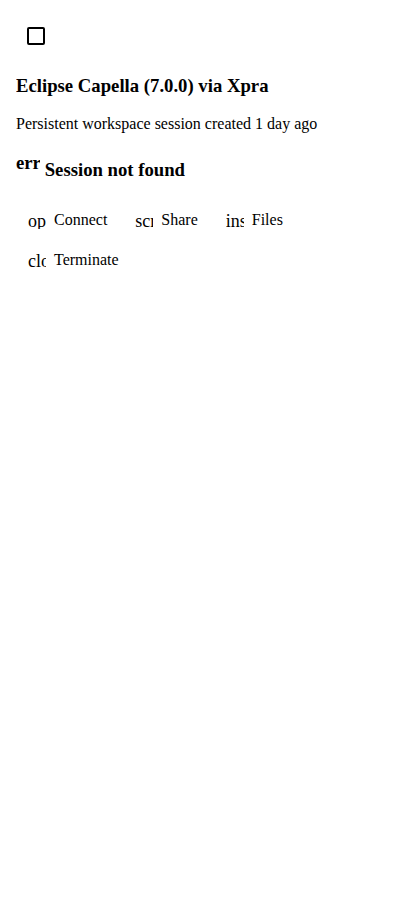 Eclipse Capella (7.0.0) via Xpra
Persistent workspace session created 1 day ago
err Session not found
op Connect scr Share ins Files
clo Terminate